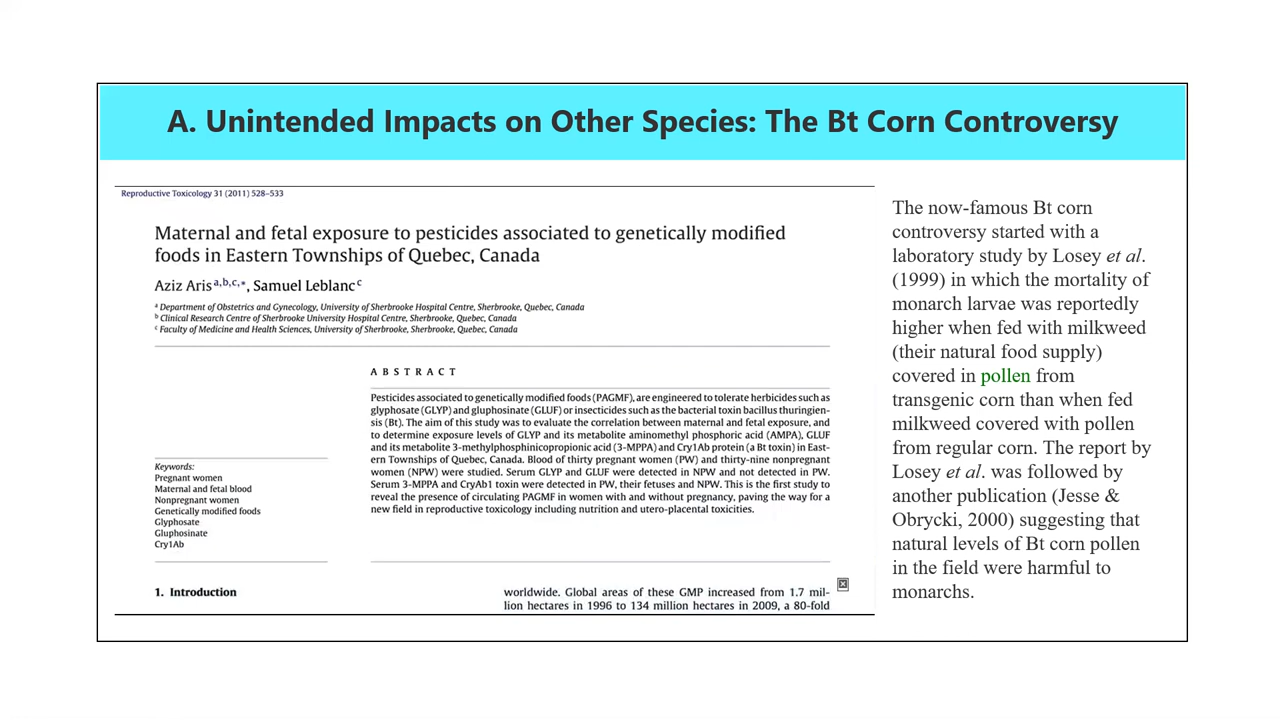 A. Unintended Impacts on Other Species: The Bt Corn Controversy
Reproductive Toxicology 31 (2011) 528–533
Maternal and fetal exposure to pesticides associated to genetically modified
foods in Eastern Townships of Quebec, Canada
Aziz Aris a,b,c,*, Samuel Leblanc c
a Department of Obstetrics and Gynecology, University of Sherbrooke Hospital Centre, Sherbrooke, Quebec, Canada
b Clinical Research Centre of Sherbrooke University Hospital Centre, Sherbrooke, Quebec, Canada
c Faculty of Medicine and Health Sciences, University of Sherbrooke, Sherbrooke, Quebec, Canada
Keywords:
Pregnant women
Maternal and fetal blood
Nonpregnant women
Genetically modified foods
Glyphosate
Gluphosinate
Cry1Ab
A B S T R A C T
Pesticides associated to genetically modified foods (PAGMF), are engineered to tolerate herbicides such as
glyphosate (GLYP) and gluphosinate (GLUF) or insecticides such as the bacterial toxin bacillus thuringien-
sis (Bt). The aim of this study was to evaluate the correlation between maternal and fetal exposure, and
to determine exposure levels of GLYP and its metabolite aminomethyl phosphoric acid (AMPA), GLUF
and its metabolite 3-methylphosphinicopropionic acid (3-MPPA) and Cry1Ab protein (a Bt toxin) in East-
ern Townships of Quebec, Canada. Blood of thirty pregnant women (PW) and thirty-nine nonpregnant
women (NPW) were studied. Serum GLYP and GLUF were detected in NPW and not detected in PW.
Serum 3-MPPA and CryAb1 toxin were detected in PW, their fetuses and NPW. This is the first study to
reveal the presence of circulating PAGMF in women with and without pregnancy, paving the way for a
new field in reproductive toxicology including nutrition and utero-placental toxicities.
1. Introduction
worldwide. Global areas of these GMP increased from 1.7 mil-
lion hectares in 1996 to 134 million hectares in 2009, a 80-fold
The now-famous Bt corn
controversy started with a
laboratory study by Losey et al.
(1999) in which the mortality of
monarch larvae was reportedly
higher when fed with milkweed
(their natural food supply)
covered in pollen from
transgenic corn than when fed
milkweed covered with pollen
from regular corn. The report by
Losey et al. was followed by
another publication (Jesse &
Obrycki, 2000) suggesting that
natural levels of Bt corn pollen
in the field were harmful to
monarchs.